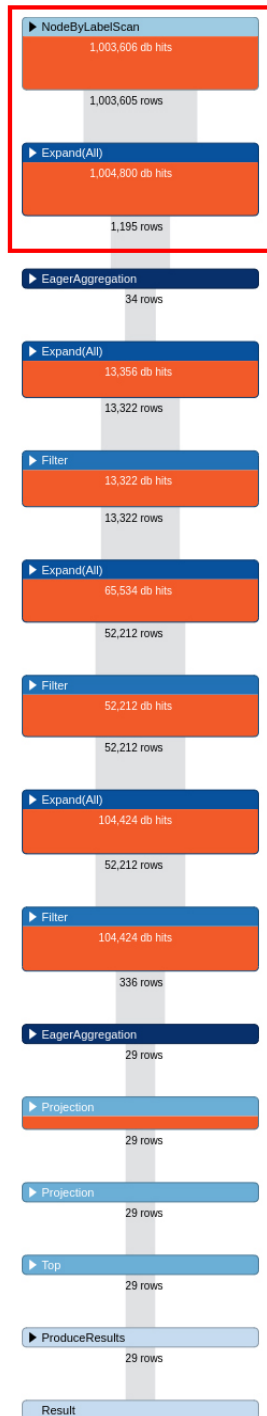 NodeByLabelScan
1,003,606 db hits
1,003,605 rows
Expand(All)
1,004,800 db hits
1,195 rows
EagerAggregation
34 rows
Expand(All)
13,356 db hits
13,322 rows
Filter
13,322 db hits
13,322 rows
Expand(All)
65,534 db hits
52,212 rows
Filter
52,212 db hits
52,212 rows
Expand(All)
104,424 db hits
52,212 rows
Filter
104,424 db hits
336 rows
EagerAggregation
29 rows
Projection
29 rows
Projection
29 rows
Top
29 rows
ProduceResults
29 rows
Result